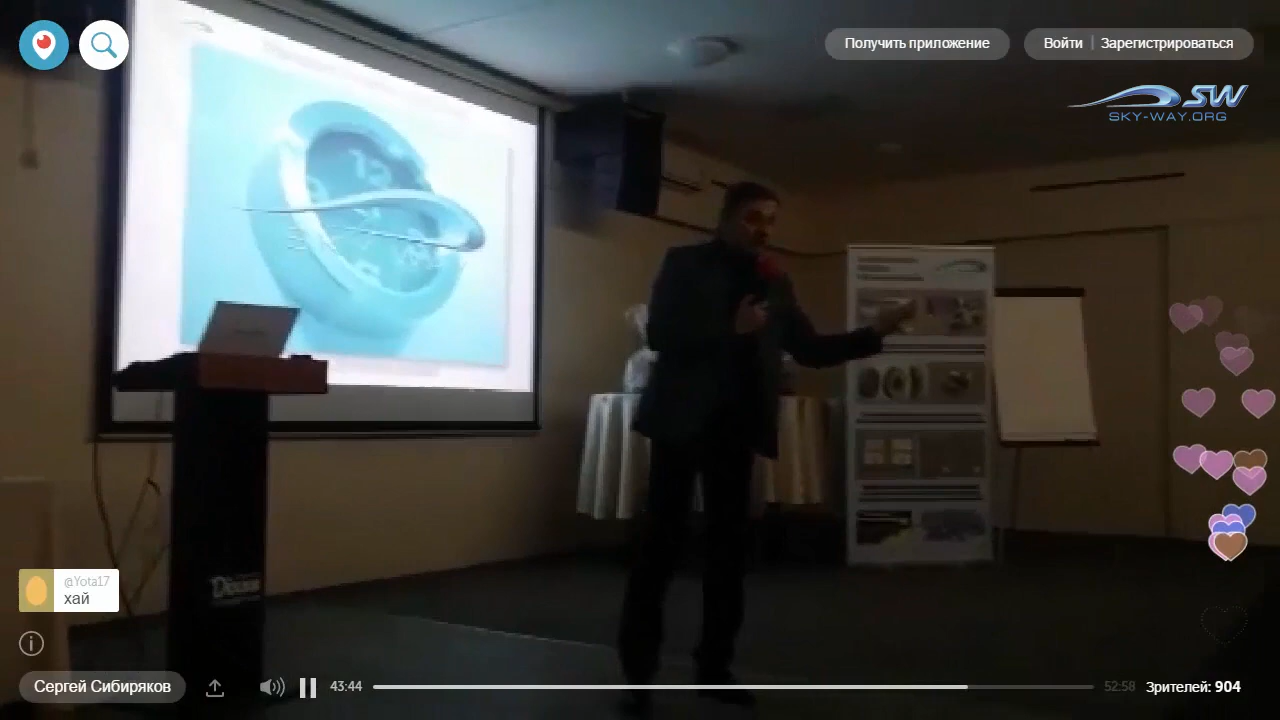 Получить приложение
Войти | Зарегистрироваться
SW
SKY-WAY.ORG
@Yota17
хай
Сергей Сибиряков
43:44
52:58
Зрителей: 904